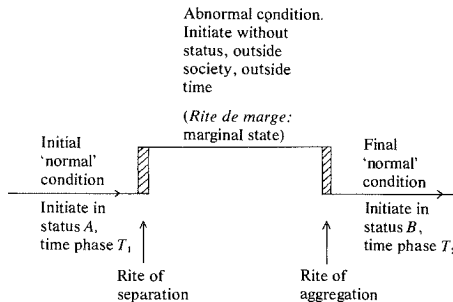 Abnormal condition.
Initiate without
status, outside
society, outside
time
(Rite de marge:
marginal state)
Initial
'normal'
condition
Initiate in
status A,
time phase T₁
Final
'normal'
condition
Initiate in
status B,
time phase T
Rite of
separation
Rite of
aggregation